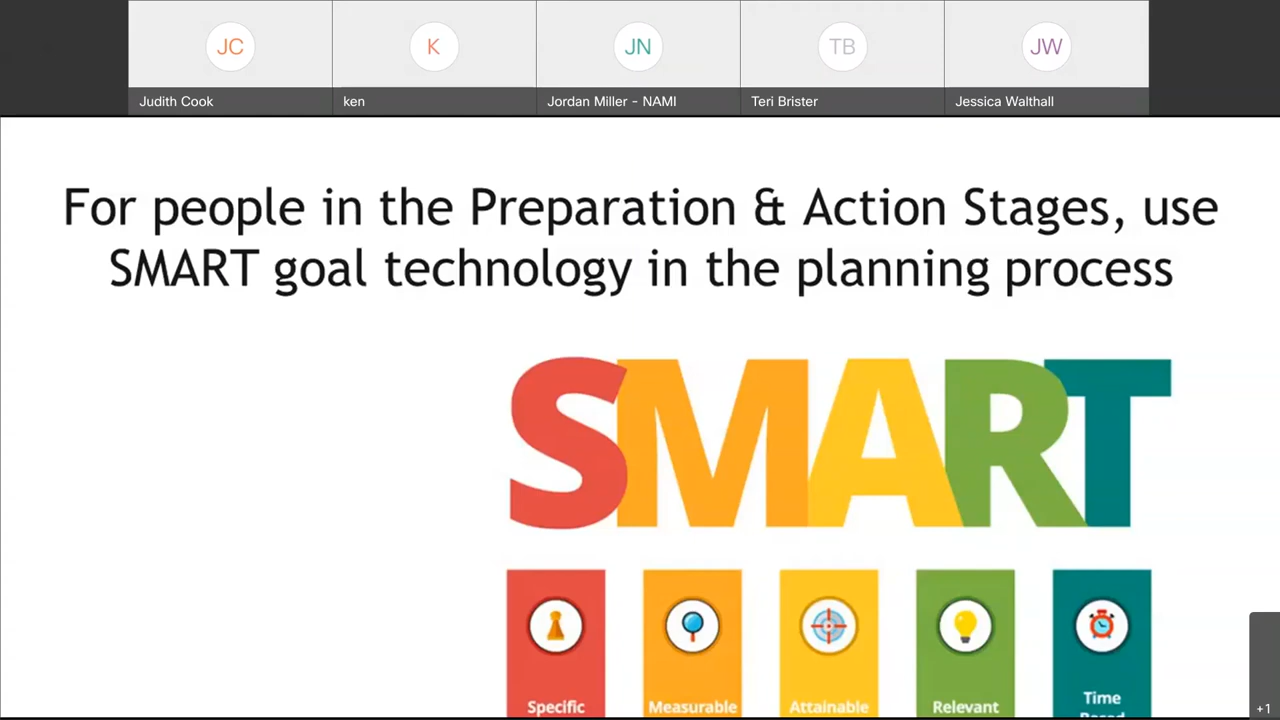 JC
K
JN
TB
JW
Judith Cook
ken
Jordan Miller - NAMI
Teri Brister
Jessica Walthall
For people in the Preparation & Action Stages, use
SMART goal technology in the planning process
SMART
Specific
Measurable
Attainable
Relevant
Time
Based
+1